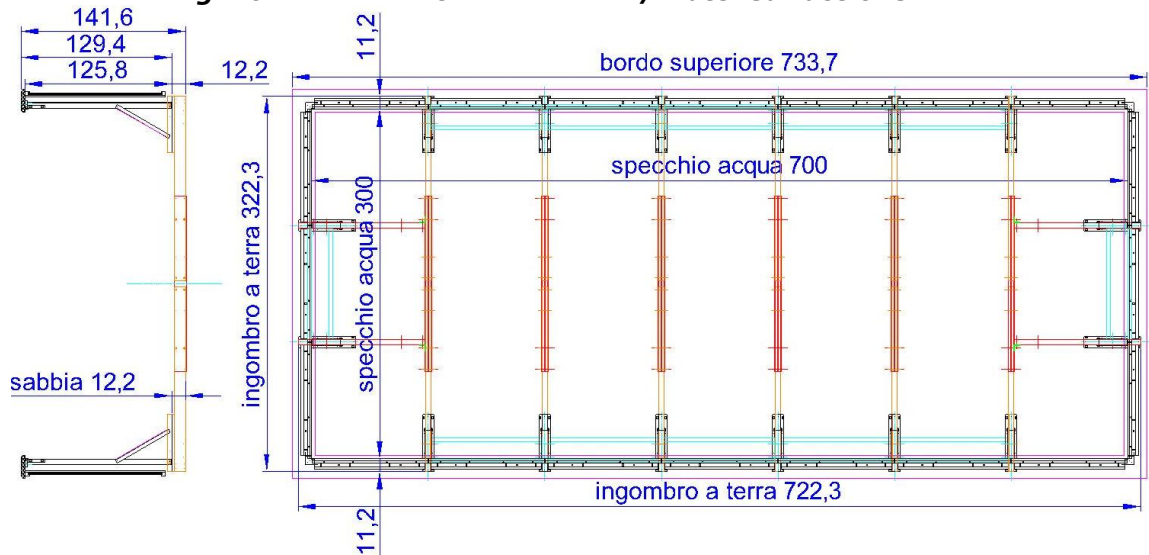 141,6
129,4
125,8
12,2
11,2
bordo superiore 733,7
specchio acqua 700
specchio acqua 300
ingombro a terra 322,3
sabbia 12,2
ingombro a terra 722,3
11,2